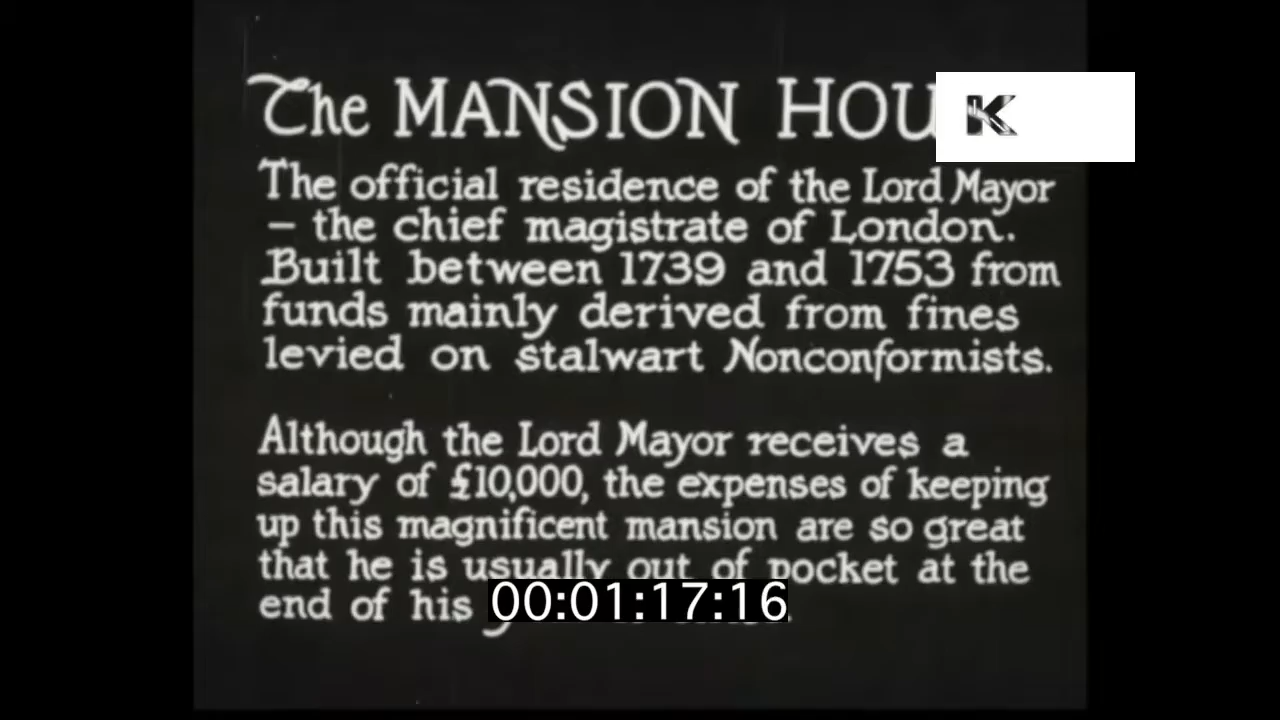 The MANSION HOU
K
The official residence of the Lord Mayor
– the chief magistrate of London.
Built between 1739 and 1753 from
funds mainly derived from fines
levied on stalwart Nonconformists.
Although the Lord Mayor receives a
salary of £10,000, the expenses of keeping
up this magnificent mansion are so great
that he is usually out of pocket at the
end of his
00:01:17:16